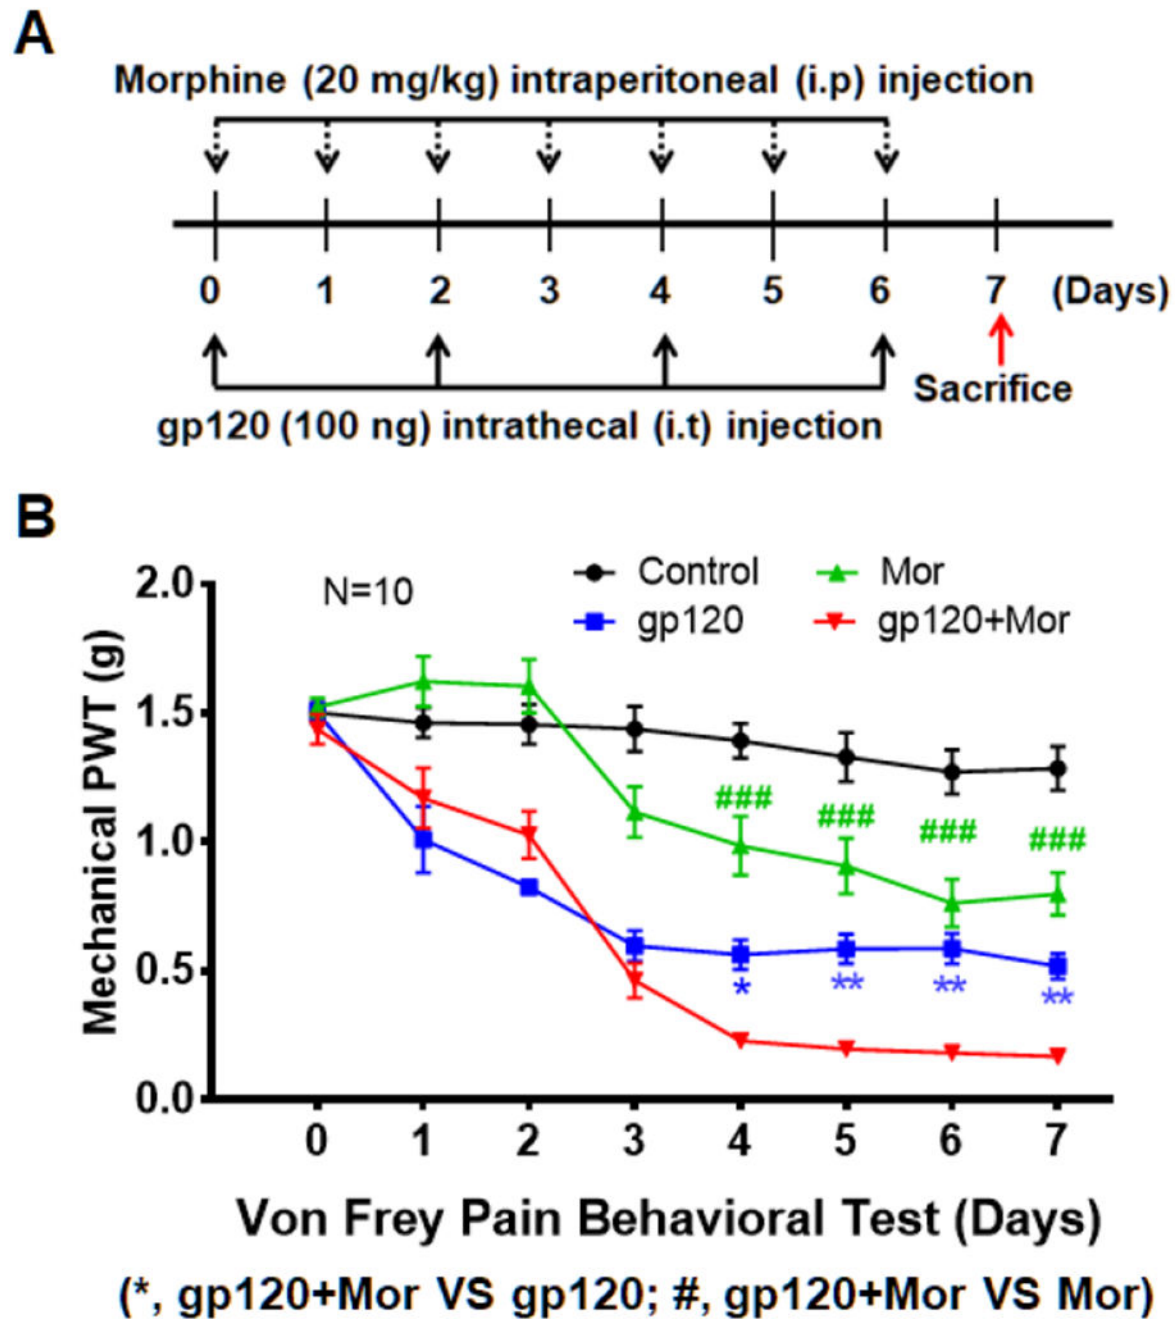 A
Morphine (20 mg/kg) intraperitoneal (i.p) injection
0 1 2 3 4 5 6 7 (Days)
Sacrifice
gp120 (100 ng) intrathecal (i.t) injection
B
N=10
Control Mor
gp120 gp120+Mor
Mechanical PWT (g)
2.0
1.5
1.0
0.5
0.0
### ### ### ###
* ** ** **
0 1 2 3 4 5 6 7
Von Frey Pain Behavioral Test (Days)
(*, gp120+Mor VS gp120; #, gp120+Mor VS Mor)